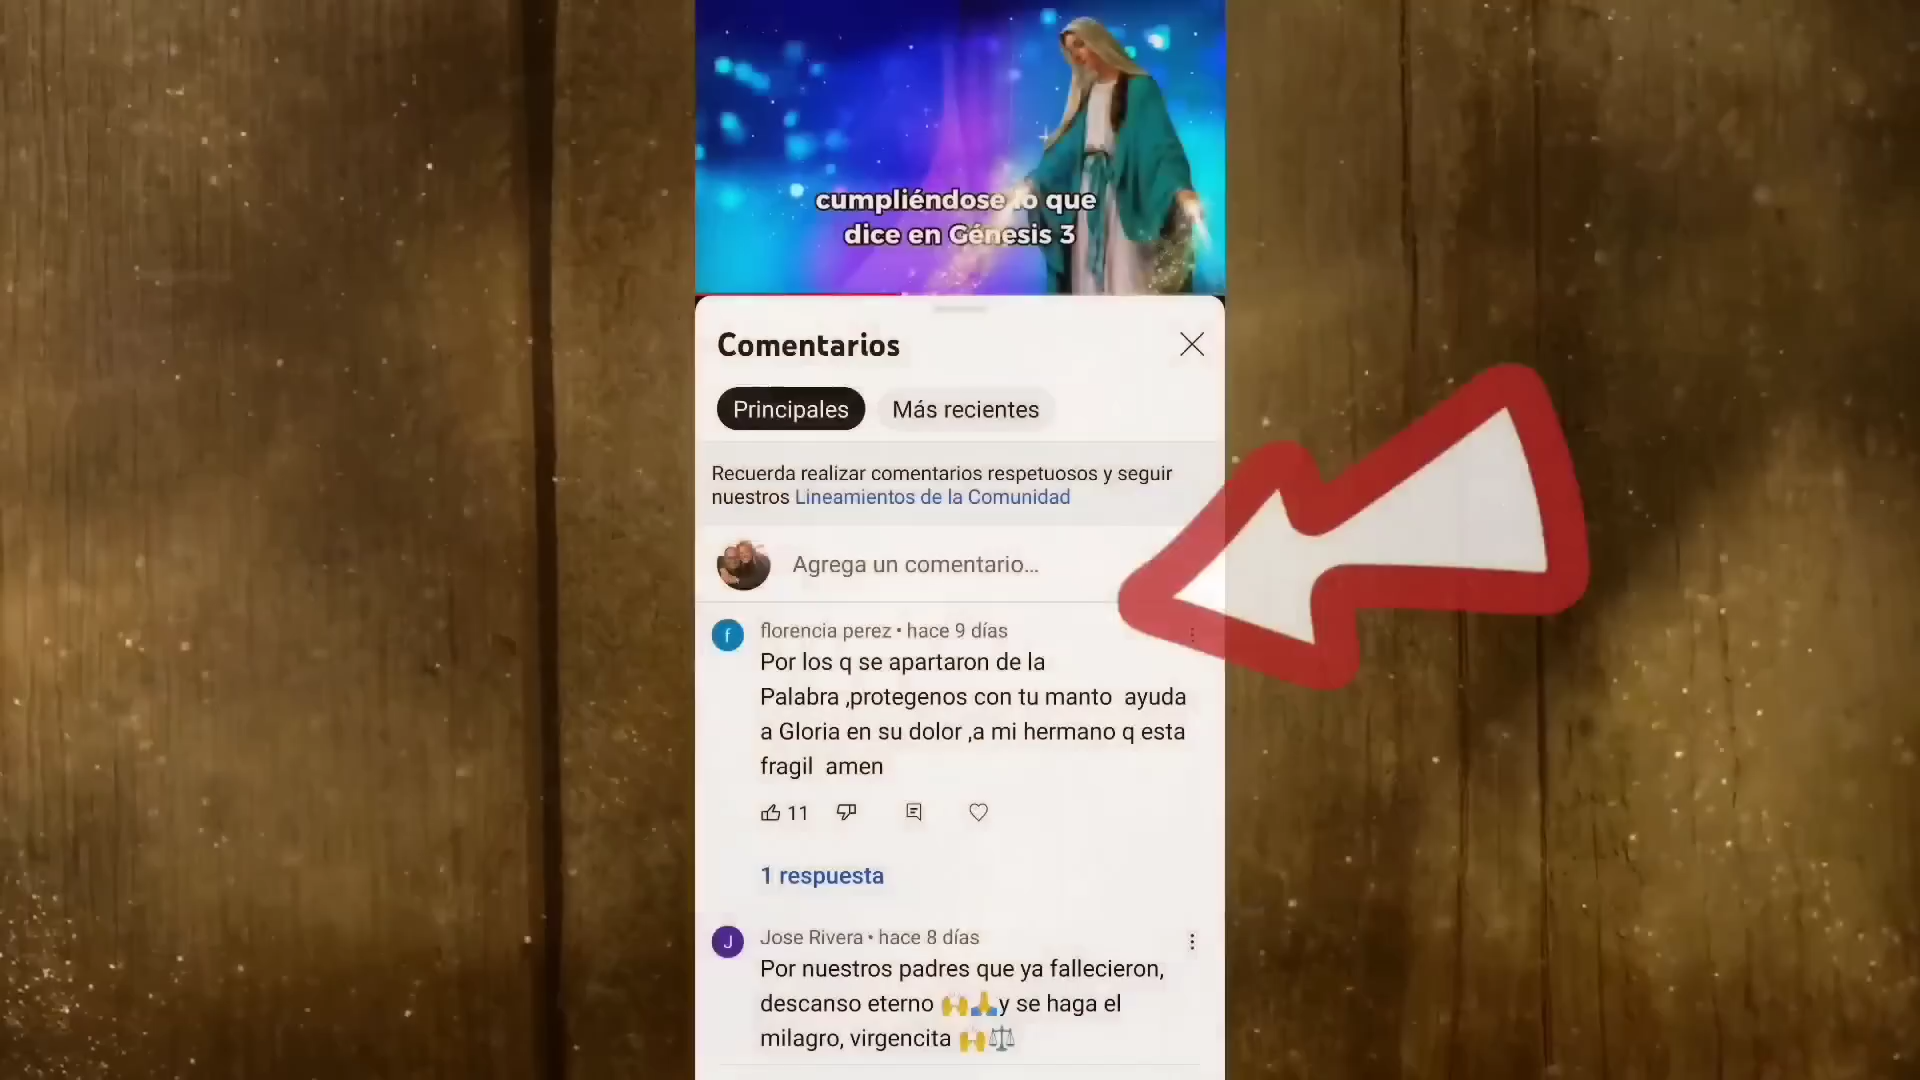 cumpliéndose lo que
dice en Génesis 3
Comentarios
Principales
Más recientes
Recuerda realizar comentarios respetuosos y seguir
nuestros Lineamientos de la Comunidad
Agrega un comentario...
f
florencia perez • hace 9 días
Por los q se apartaron de la
Palabra ,protegenos con tu manto  ayuda
a Gloria en su dolor ,a mi hermano q esta
fragil  amen
11
1 respuesta
J
Jose Rivera • hace 8 días
Por nuestros padres que ya fallecieron,
descanso eterno 🙌🙏y se haga el
milagro, virgencita 🙌⚖️